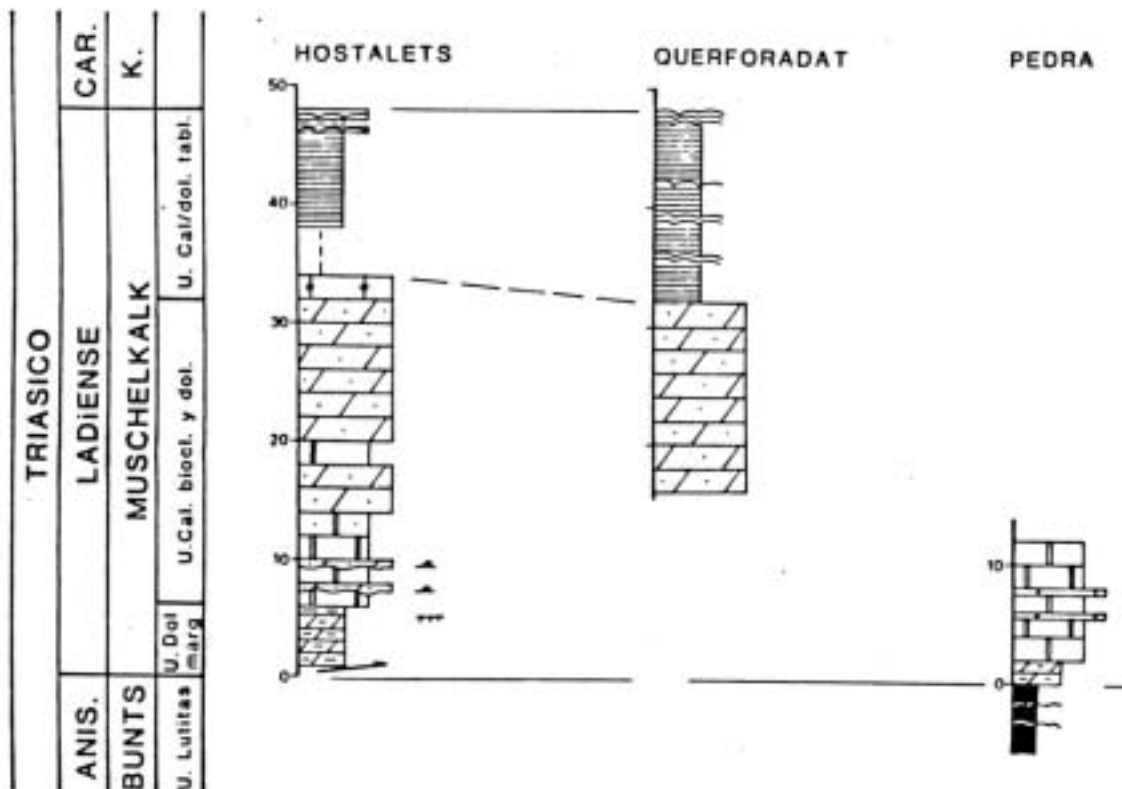 TRIASICO
CAR.
LADiENSE
ANIS.
K.
MUSCHELKALK
BUNTS
U. Cal/dol. tabl.
U.Cal. biocl. y dol.
U. Dol
marg
U. Lutitas
HOSTALETS
QUERFORADAT
PEDRA
50
40
30
20
10
0
10
0